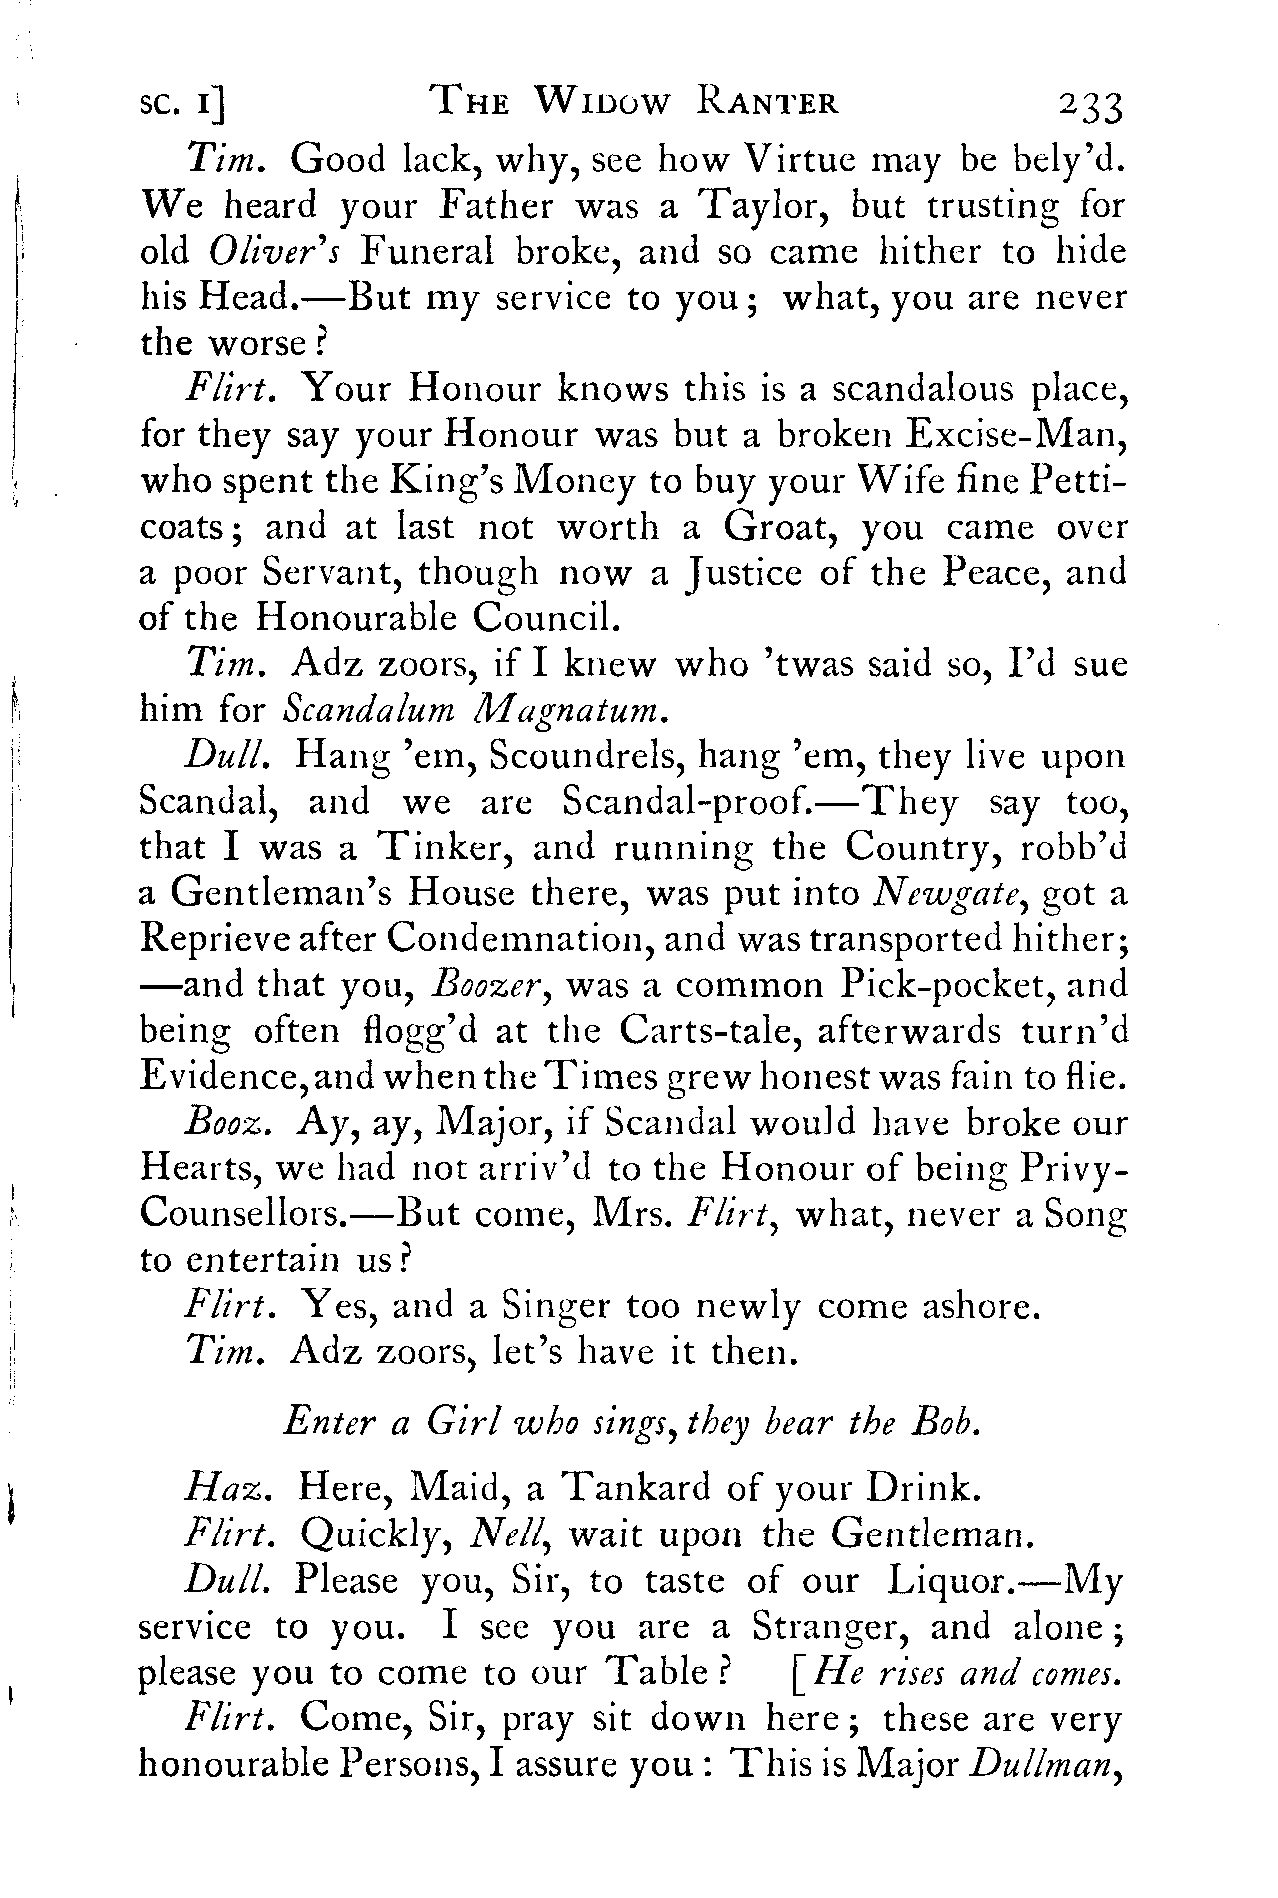 SC. I] THE WIDOW RANTER 233
Tim. Good lack, why, see how Virtue may be bely'd.
We heard your Father was a Taylor, but trusting for
old Oliver's Funeral broke, and so came hither to hide
his Head.—But my service to you; what, you are never
the worse?
Flirt. Your Honour knows this is a scandalous place,
for they say your Honour was but a broken Excise-Man,
who spent the King's Money to buy your Wife fine Petti-
coats; and at last not worth a Groat, you came over
a poor Servant, though now a Justice of the Peace, and
of the Honourable Council.
Tim. Adz zoors, if I knew who 'twas said so, I'd sue
him for Scandalum Magnatum.
Dull. Hang 'em, Scoundrels, hang 'em, they live upon
Scandal, and we are Scandal-proof.—They say too,
that I was a Tinker, and running the Country, robb'd
a Gentleman's House there, was put into Newgate, got a
Reprieve after Condemnation, and was transported hither;
—and that you, Boozer, was a common Pick-pocket, and
being often flogg'd at the Carts-tale, afterwards turn'd
Evidence, and when the Times grew honest was fain to flie.
Booz. Ay, ay, Major, if Scandal would have broke our
Hearts, we had not arriv'd to the Honour of being Privy-
Counsellors.—But come, Mrs. Flirt, what, never a Song
to entertain us?
Flirt. Yes, and a Singer too newly come ashore.
Tim. Adz zoors, let's have it then.
Enter a Girl who sings, they bear the Bob.
Haz. Here, Maid, a Tankard of your Drink.
Flirt. Quickly, Nell, wait upon the Gentleman.
Dull. Please you, Sir, to taste of our Liquor.—My
service to you. I see you are a Stranger, and alone;
please you to come to our Table? [He rises and comes.
Flirt. Come, Sir, pray sit down here; these are very
honourable Persons, I assure you: This is Major Dullman,